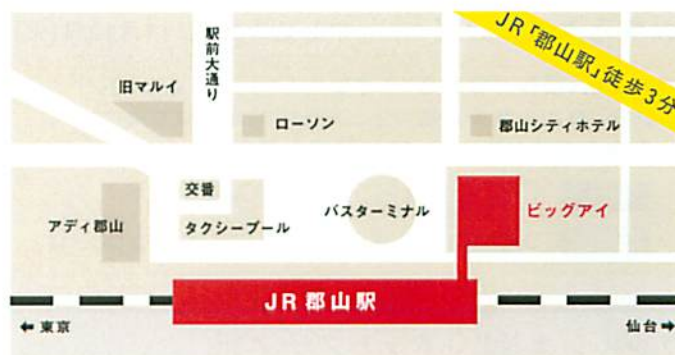 駅前大通り
JR「郡山駅」徒歩3分
旧マルイ
ローソン
郡山シティホテル
交番
アティ郡山
タクシープール
バスターミナル
ビッグアイ
JR 郡山駅
←東京
仙台→